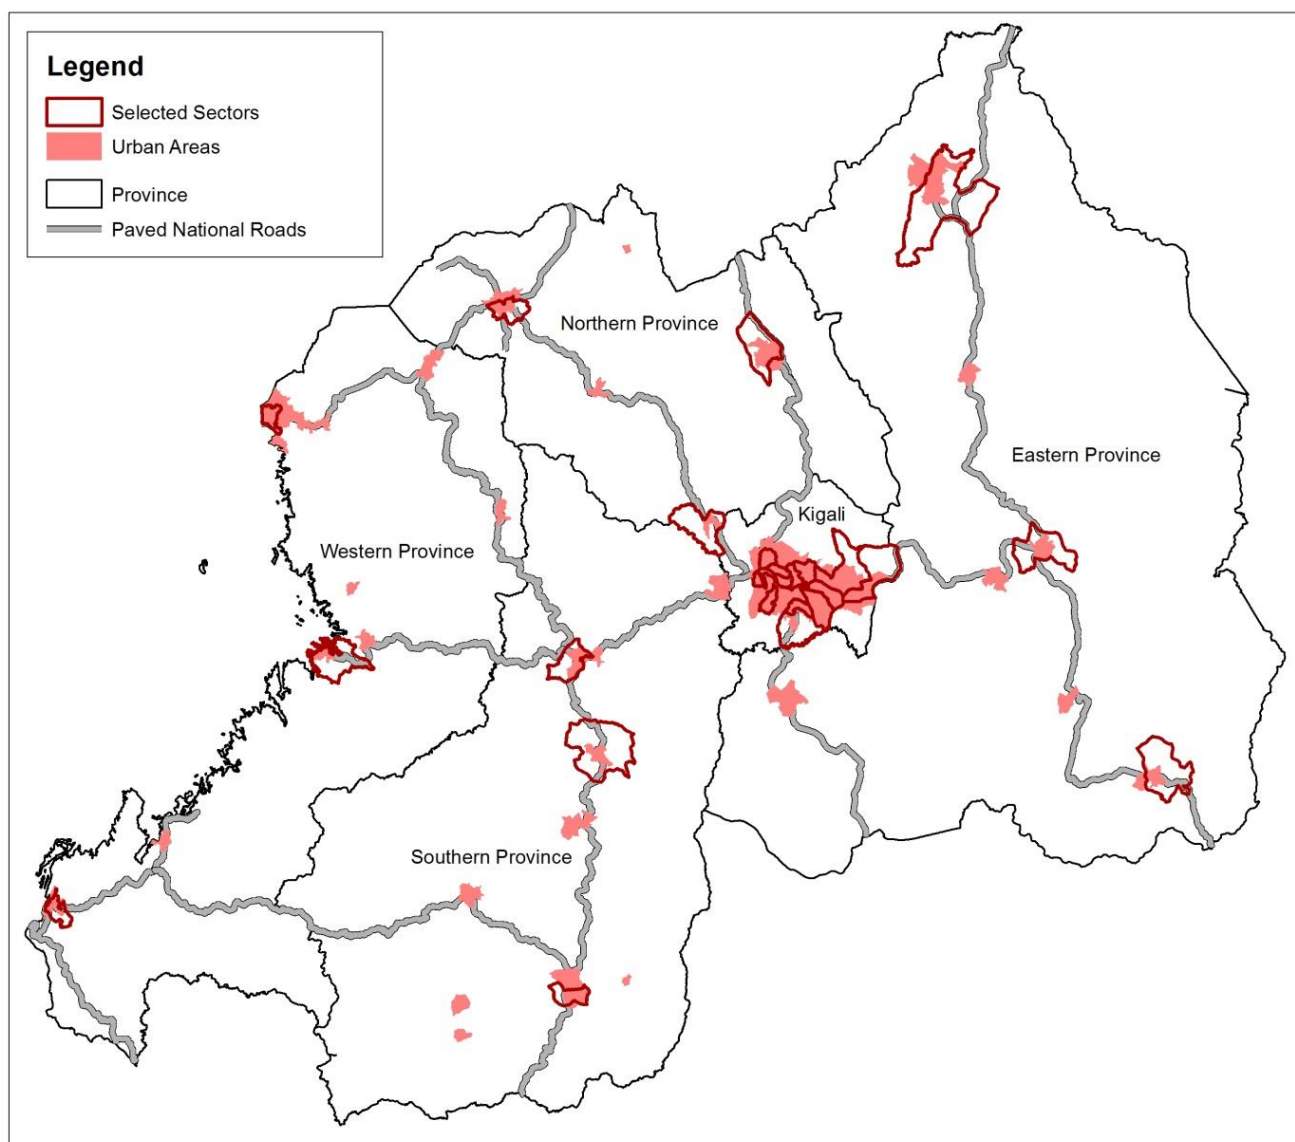 Legend
Selected Sectors
Urban Areas
Province
Paved National Roads
Northern Province
Eastern Province
Kigali
Western Province
Southern Province